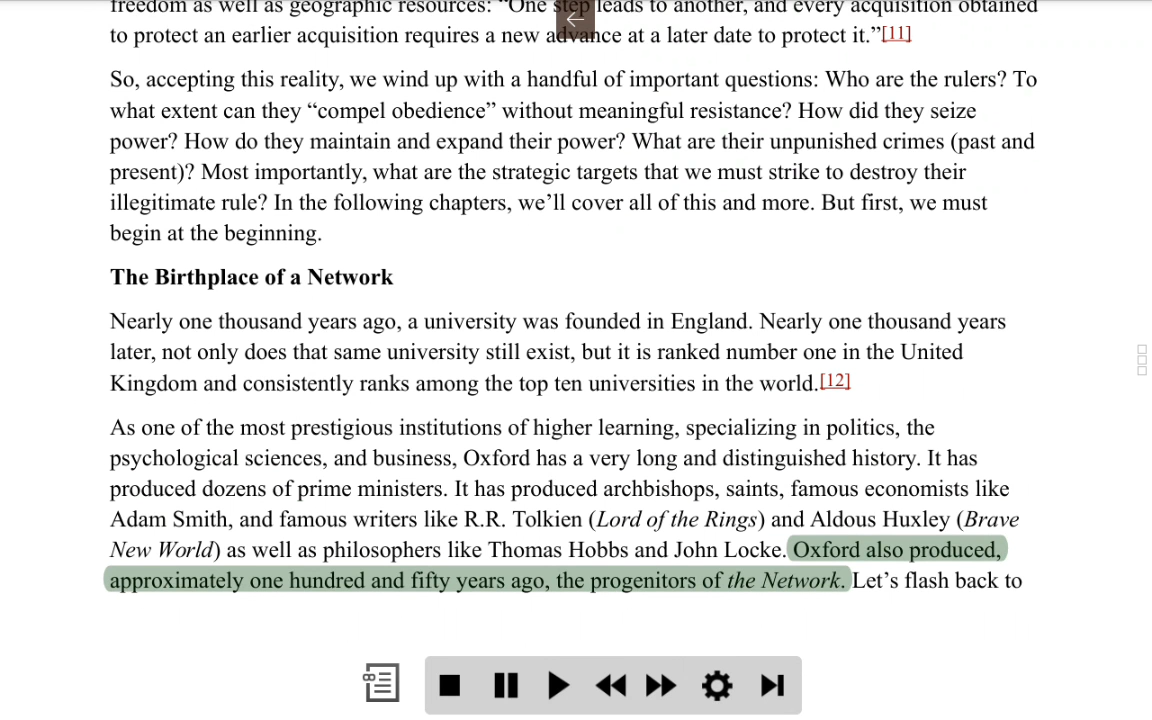 freedom as well as geographic resources: “One step leads to another, and every acquisition obtained
to protect an earlier acquisition requires a new advance at a later date to protect it.”[11]
So, accepting this reality, we wind up with a handful of important questions: Who are the rulers? To
what extent can they “compel obedience” without meaningful resistance? How did they seize
power? How do they maintain and expand their power? What are their unpunished crimes (past and
present)? Most importantly, what are the strategic targets that we must strike to destroy their
illegitimate rule? In the following chapters, we’ll cover all of this and more. But first, we must
begin at the beginning.
The Birthplace of a Network
Nearly one thousand years ago, a university was founded in England. Nearly one thousand years
later, not only does that same university still exist, but it is ranked number one in the United
Kingdom and consistently ranks among the top ten universities in the world.[12]
As one of the most prestigious institutions of higher learning, specializing in politics, the
psychological sciences, and business, Oxford has a very long and distinguished history. It has
produced dozens of prime ministers. It has produced archbishops, saints, famous economists like
Adam Smith, and famous writers like R.R. Tolkien (Lord of the Rings) and Aldous Huxley (Brave
New World) as well as philosophers like Thomas Hobbs and John Locke. Oxford also produced,
approximately one hundred and fifty years ago, the progenitors of the Network. Let’s flash back to